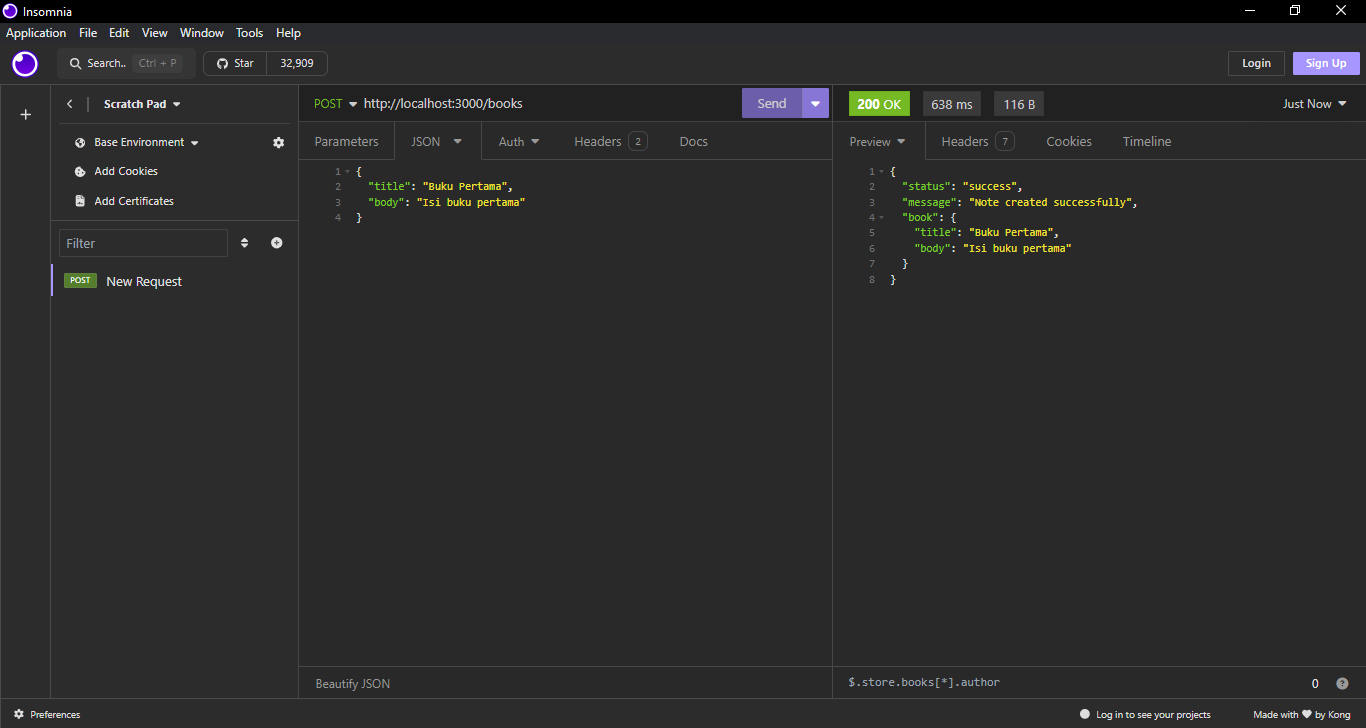 Insomnia
Application File Edit View Window Tools Help
Search.. Ctrl + P Star 32,909 Login Sign Up
Scratch Pad
Base Environment
Add Cookies
Add Certificates
Filter
POST New Request
POST http://localhost:3000/books Send
Parameters JSON Auth Headers 2 Docs
1 {
2 "title": "Buku Pertama",
3 "body": "Isi buku pertama"
4 }
Beautify JSON
200 OK 638 ms 116 B Just Now
Preview Headers 7 Cookies Timeline
1 {
2 "status": "success",
3 "message": "Note created successfully",
4 "book": {
5 "title": "Buku Pertama",
6 "body": "Isi buku pertama"
7 }
8 }
$.store.books[*].author 0 ?
Preferences Log in to see your projects Made with ♥ by Kong